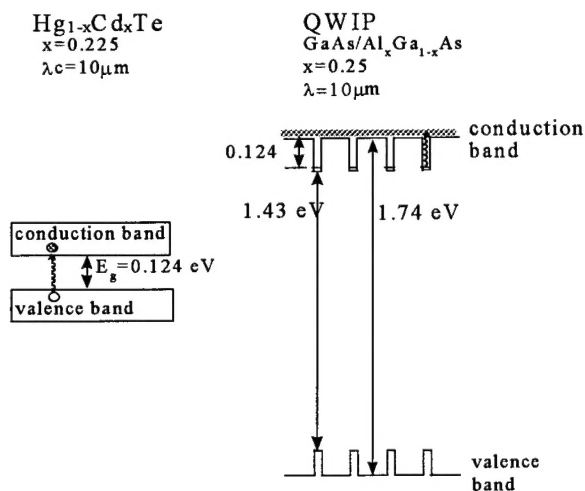 Hg₁₋ₓCdₓTe
x=0.225
λc=10μm
QWIP
GaAs/AlₓGa₁₋ₓAs
x=0.25
λ=10μm
conduction
band
0.124
1.43 eV
1.74 eV
conduction band
E_g=0.124 eV
valence band
valence
band